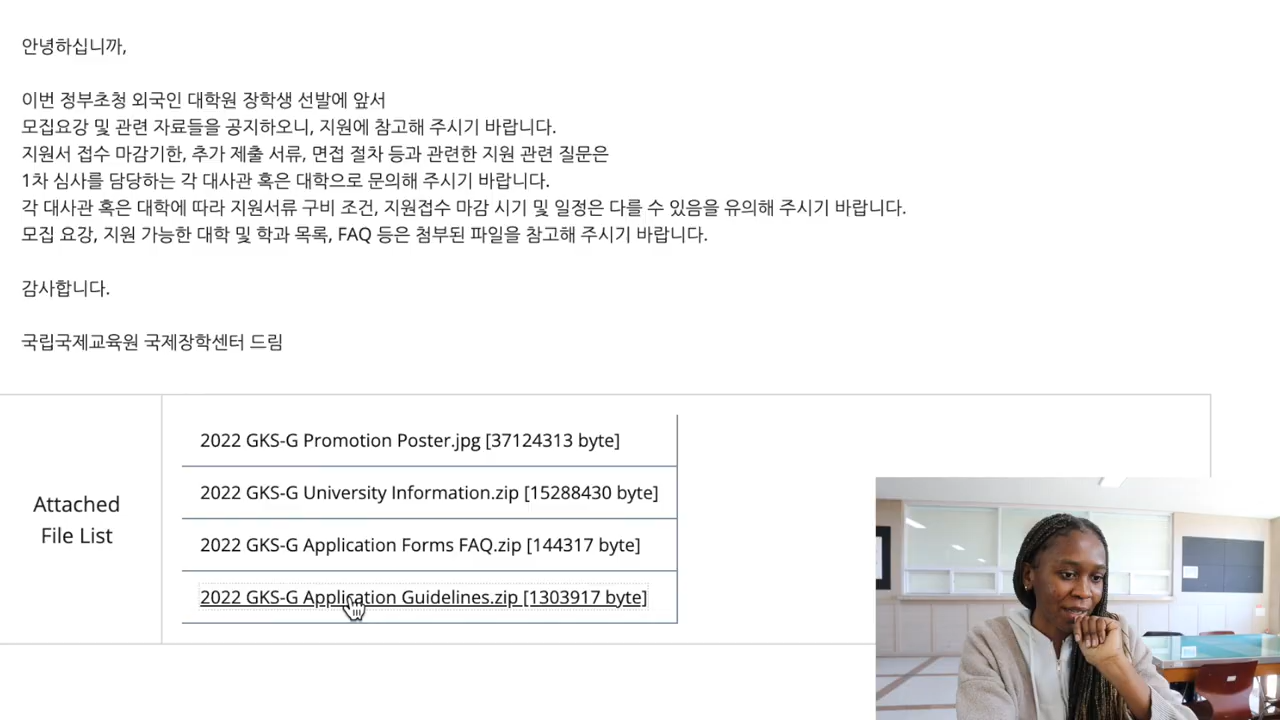 안녕하십니까,
이번 정부초청 외국인 대학원 장학생 선발에 앞서
모집요강 및 관련 자료들을 공지하오니, 지원에 참고해 주시기 바랍니다.
지원서 접수 마감기한, 추가 제출 서류, 면접 절차 등과 관련한 지원 관련 질문은
1차 심사를 담당하는 각 대사관 혹은 대학으로 문의해 주시기 바랍니다.
각 대사관 혹은 대학에 따라 지원서류 구비 조건, 지원접수 마감 시기 및 일정은 다를 수 있음을 유의해 주시기 바랍니다.
모집 요강, 지원 가능한 대학 및 학과 목록, FAQ 등은 첨부된 파일을 참고해 주시기 바랍니다.
감사합니다.
국립국제교육원 국제장학센터 드림
Attached
File List
2022 GKS-G Promotion Poster.jpg [37124313 byte]
2022 GKS-G University Information.zip [15288430 byte]
2022 GKS-G Application Forms FAQ.zip [144317 byte]
2022 GKS-G Application Guidelines.zip [1303917 byte]